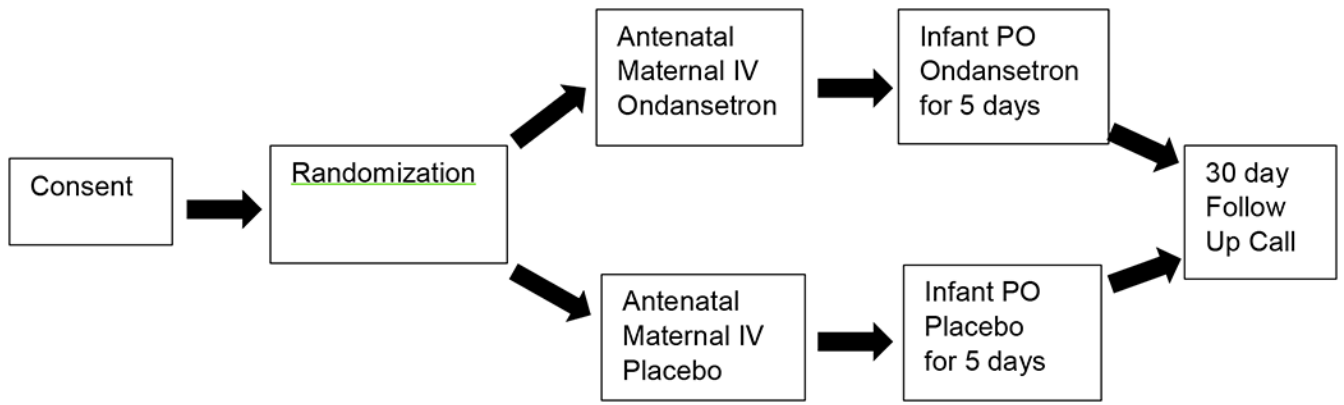 Consent
Randomization
Antenatal
Maternal IV
Ondansetron
Infant PO
Ondansetron
for 5 days
Antenatal
Maternal IV
Placebo
Infant PO
Placebo
for 5 days
30 day
Follow
Up Call